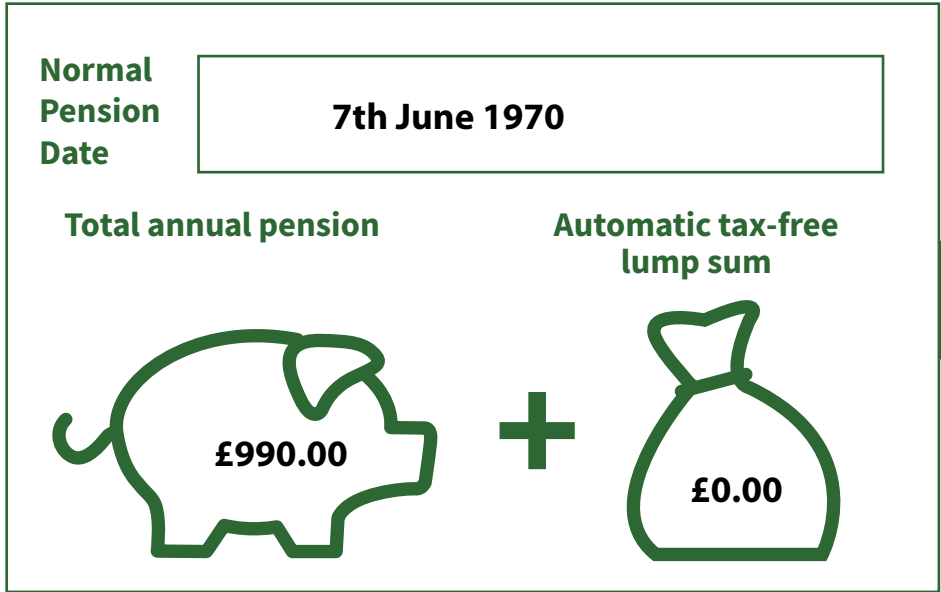 Normal
Pension
Date
7th June 1970
Total annual pension
Automatic tax-free
lump sum
£990.00
+
£0.00